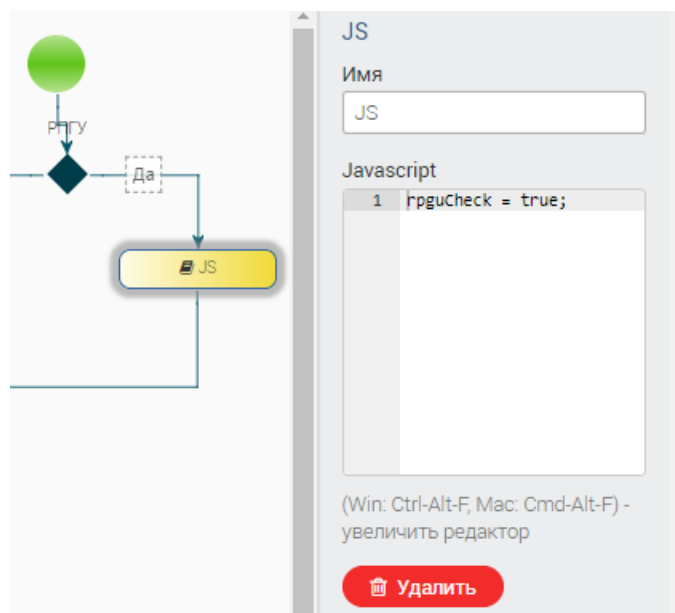 РПГУ
Да
JS
JS
Имя
JS
Javascript
1 rpguCheck = true;
(Win: Ctrl-Alt-F, Mac: Cmd-Alt-F) -
увеличить редактор
Удалить